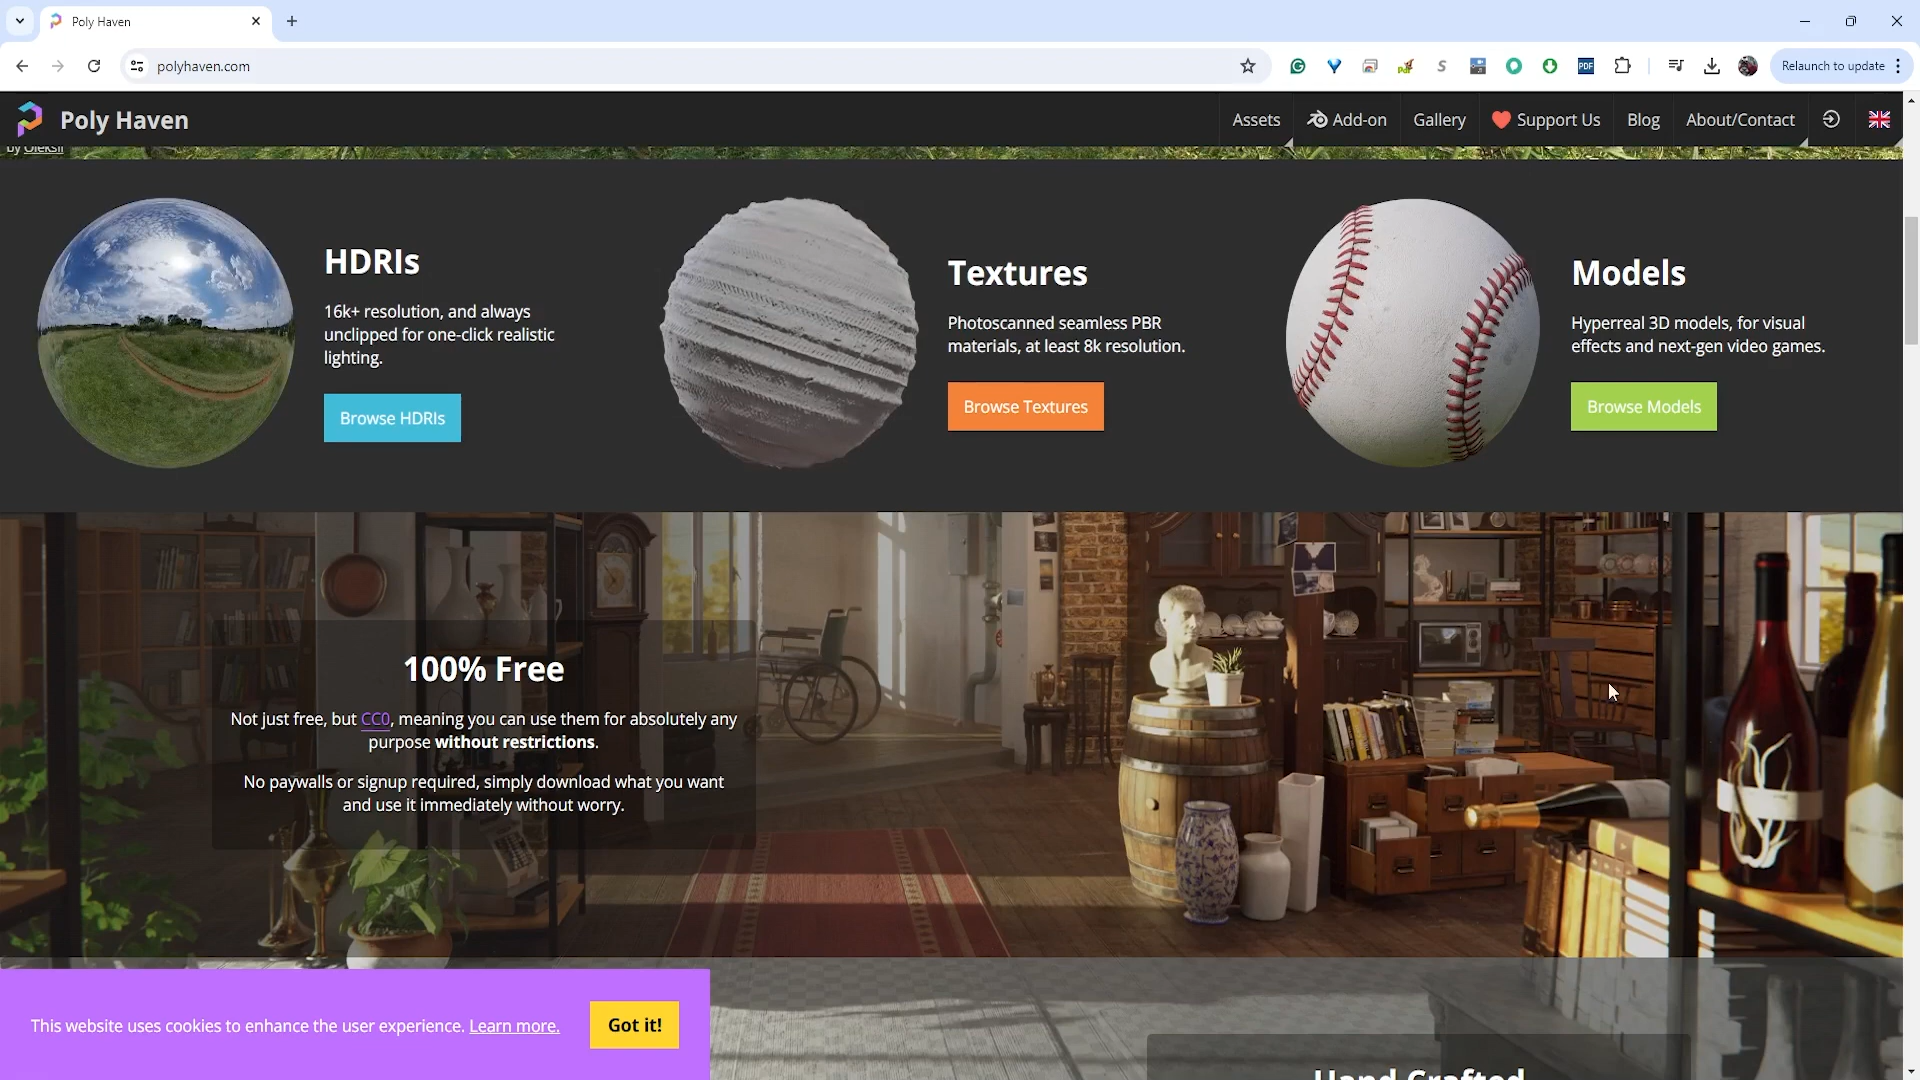 Poly Haven
polyhaven.com
Relaunch to update
Poly Haven
Assets
Add-on
Gallery
Support Us
Blog
About/Contact
by Oleksii
HDRIs
16k+ resolution, and always
unclipped for one-click realistic
lighting.
Browse HDRIs
Textures
Photoscanned seamless PBR
materials, at least 8k resolution.
Browse Textures
Models
Hyperreal 3D models, for visual
effects and next-gen video games.
Browse Models
100% Free
Not just free, but CC0, meaning you can use them for absolutely any
purpose without restrictions.
No paywalls or signup required, simply download what you want
and use it immediately without worry.
This website uses cookies to enhance the user experience. Learn more.
Got it!
Hand Crafted